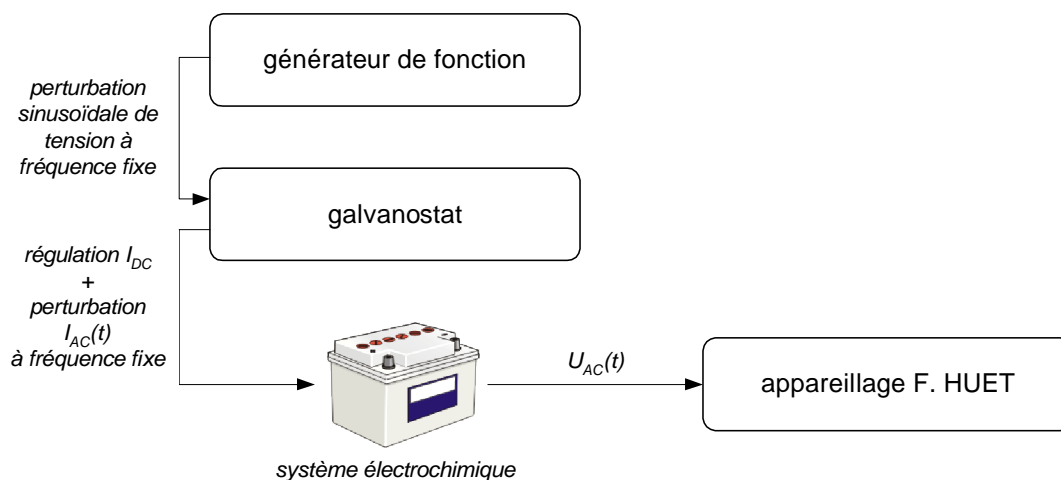 générateur de fonction
perturbation
sinusoïdale de
tension à
fréquence fixe
galvanostat
régulation I_DC
+
perturbation
I_AC(t)
à fréquence fixe
U_AC(t)
appareillage F. HUET
système électrochimique